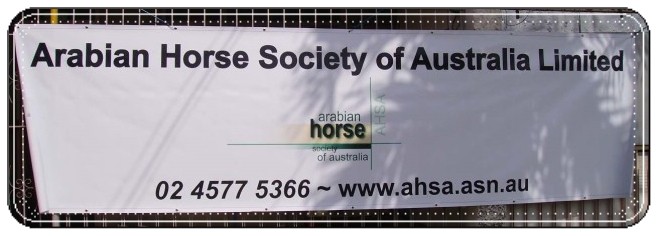 Arabian Horse Society of Australia Limited
arabian
horse
AHSA
society
of australia
02 4577 5366 ~ www.ahsa.asn.au